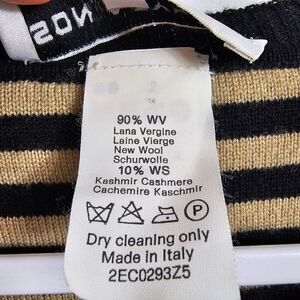 90% WV
Lana Vergine
Laine Vierge
New Wool
Schurwolle
10% WS
Kashmir Cashmere
Cachemire Kaschmir
P
Dry cleaning only
Made in Italy
2EC0293Z5